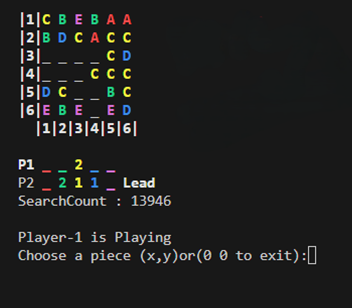 |1|C B E B A A
|2|B D C A C C
|3|_ _ _ _ C D
|4|_ _ _ C C C
|5|D C _ _ B C
|6|E B E _ E D
|1|2|3|4|5|6|
P1 _ _ 2 _ _
P2 _ 2 1 1 _ Lead
SearchCount : 13946
Player-1 is Playing
Choose a piece (x,y)or(0 0 to exit):